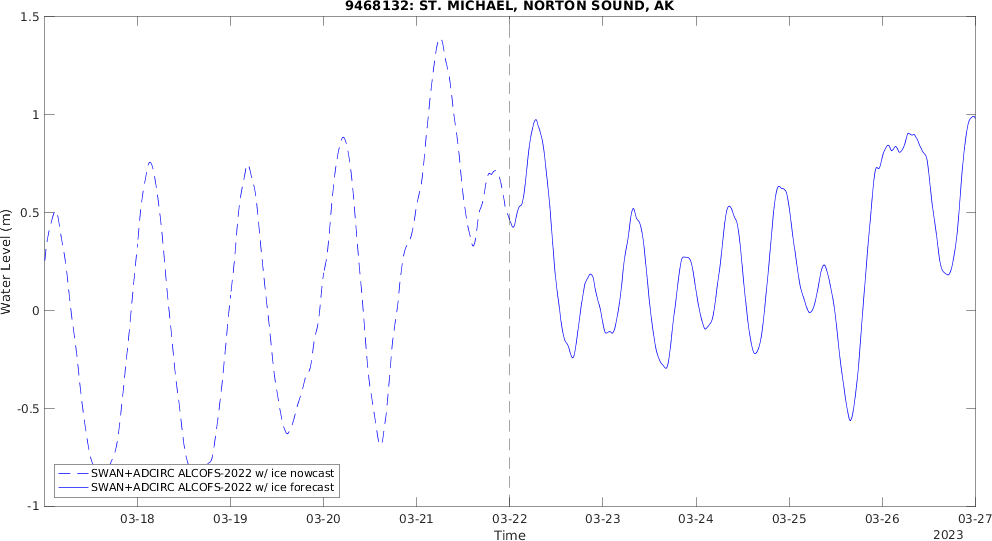 9468132: ST. MICHAEL, NORTON SOUND, AK
1.5
1
0.5
0
-0.5
-1
Water Level (m)
SWAN+ADCIRC ALCOFS-2022 w/ ice nowcast
SWAN+ADCIRC ALCOFS-2022 w/ ice forecast
03-18 03-19 03-20 03-21 03-22 03-23 03-24 03-25 03-26 03-27
Time
2023